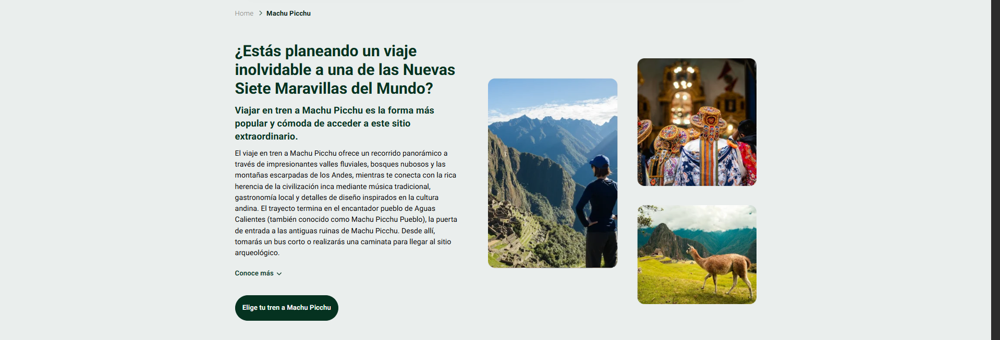 Home > Machu Picchu
¿Estás planeando un viaje
inolvidable a una de las Nuevas
Siete Maravillas del Mundo?
Viajar en tren a Machu Picchu es la forma más
popular y cómoda de acceder a este sitio
extraordinario.
El viaje en tren a Machu Picchu ofrece un recorrido panorámico a
través de impresionantes valles fluviales, bosques nubosos y las
montañas escarpadas de los Andes, mientras te conecta con la rica
herencia de la civilización inca mediante música tradicional,
gastronomía local y detalles de diseño inspirados en la cultura
andina. El trayecto termina en el encantador pueblo de Aguas
Calientes (también conocido como Machu Picchu Pueblo), la puerta
de entrada a las antiguas ruinas de Machu Picchu. Desde allí,
tomarás un bus corto o realizarás una caminata para llegar al sitio
arqueológico.
Conoce más
Elige tu tren a Machu Picchu